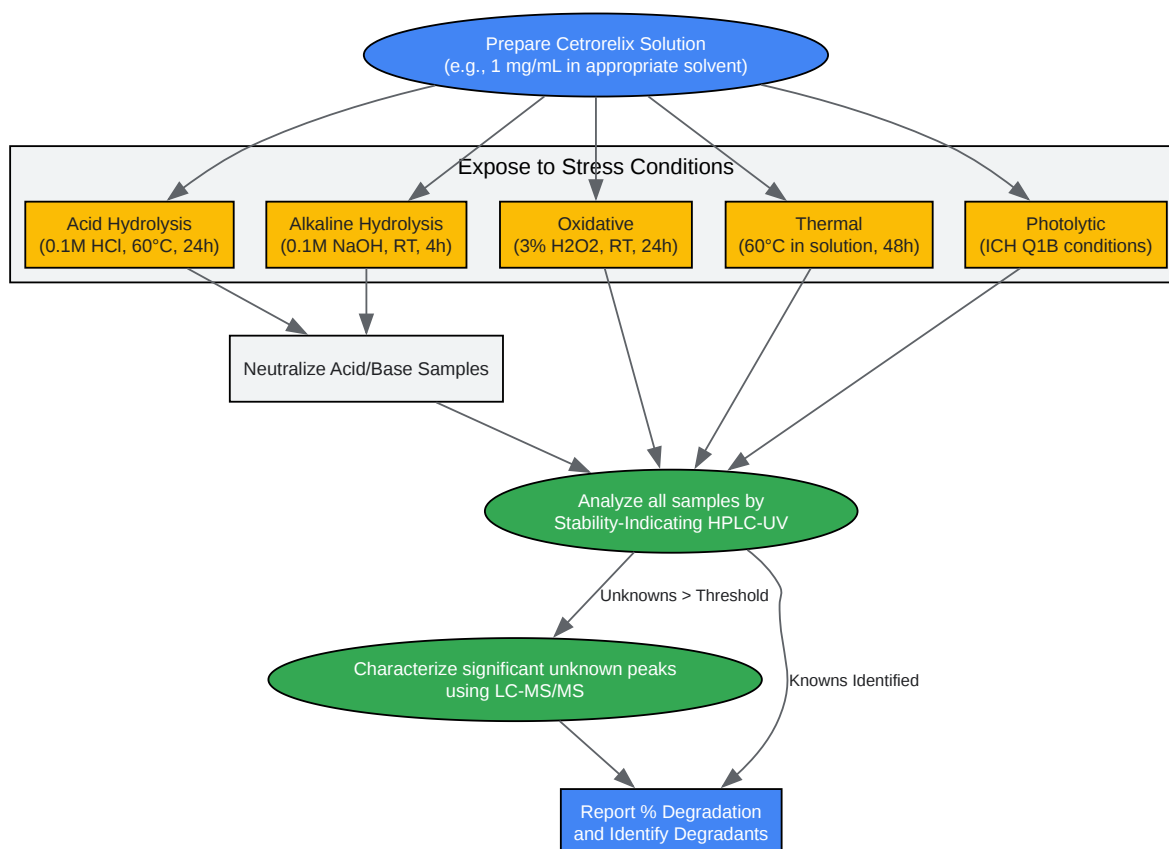 Prepare Cetrorelix Solution
(e.g., 1 mg/mL in appropriate solvent)
Expose to Stress Conditions
Acid Hydrolysis
(0.1M HCl, 60°C, 24h)
Alkaline Hydrolysis
(0.1M NaOH, RT, 4h)
Oxidative
(3% H2O2, RT, 24h)
Thermal
(60°C in solution, 48h)
Photolytic
(ICH Q1B conditions)
Neutralize Acid/Base Samples
Analyze all samples by
Stability-Indicating HPLC-UV
Unknowns > Threshold
Characterize significant unknown peaks
using LC-MS/MS
Knowns Identified
Report % Degradation
and Identify Degradants